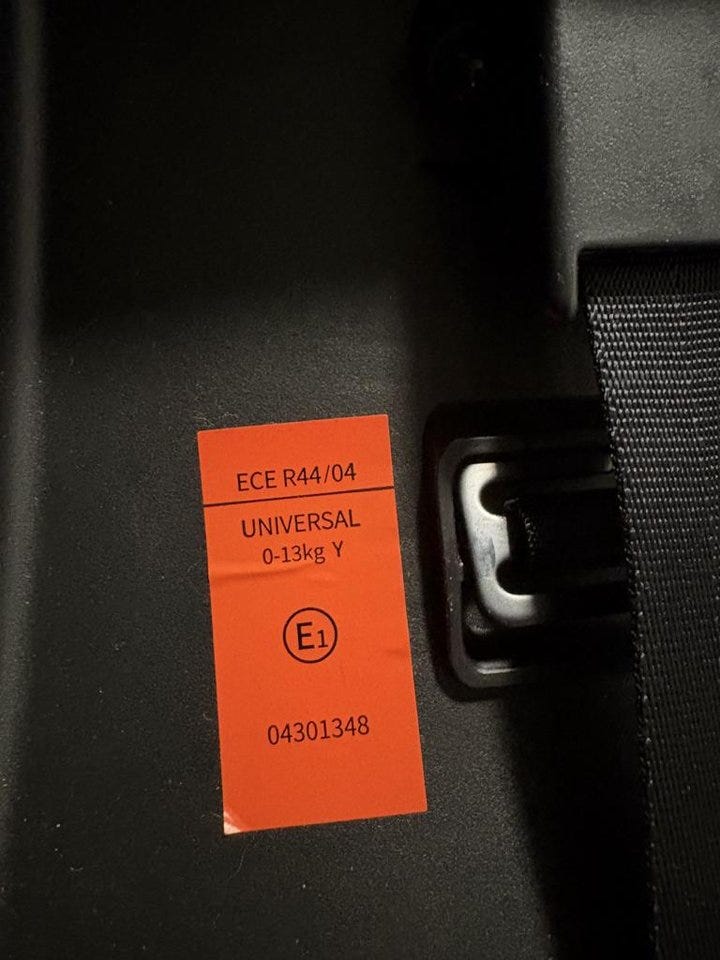 ECE R44/04
UNIVERSAL
0-13kg Y
E1
04301348